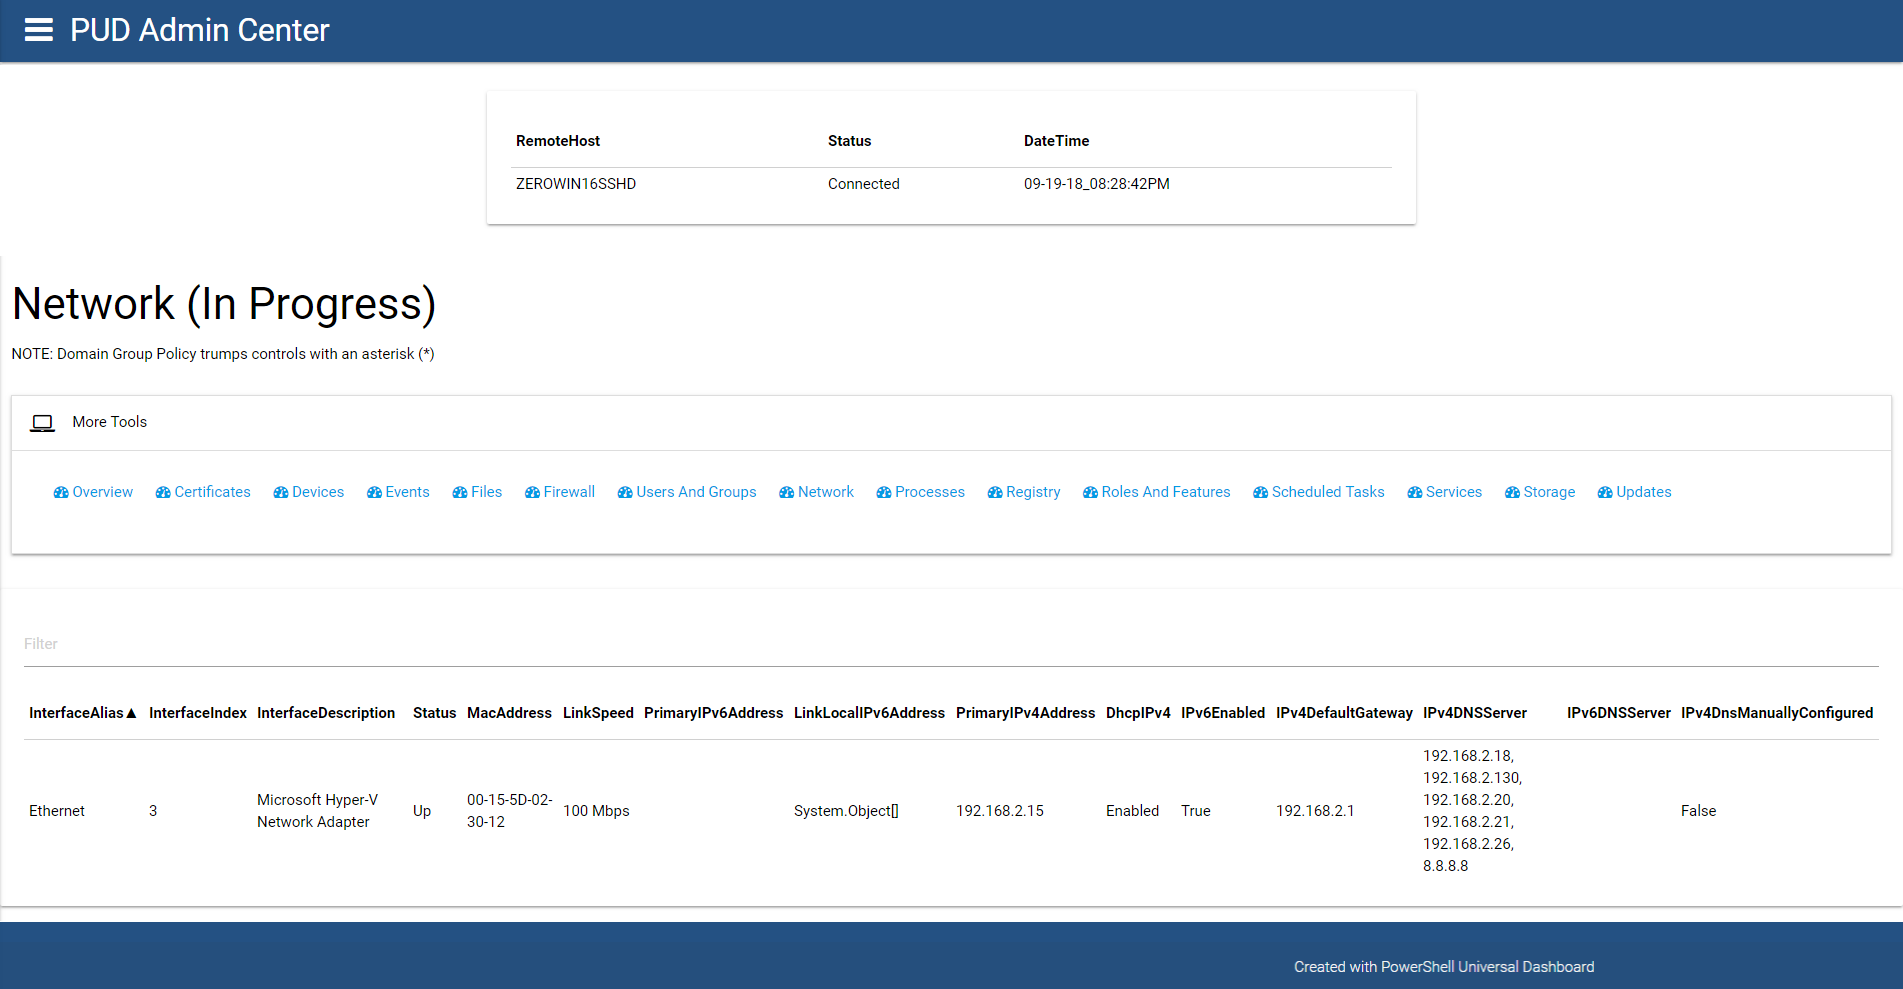 PUD Admin Center
RemoteHost Status DateTime
ZEROWIN16SSHD Connected 09-19-18_08:28:42PM
Network (In Progress)
NOTE: Domain Group Policy trumps controls with an asterisk (*)
More Tools
Overview Certificates Devices Events Files Firewall Users And Groups Network Processes Registry Roles And Features Scheduled Tasks Services Storage Updates
Filter
InterfaceAlias▲ InterfaceIndex InterfaceDescription Status MacAddress LinkSpeed PrimaryIPv6Address LinkLocalIPv6Address PrimaryIPv4Address DhcpIPv4 IPv6Enabled IPv4DefaultGateway IPv4DNSServer IPv6DNSServer IPv4DnsManuallyConfigured
Ethernet
3
Microsoft Hyper-V
Network Adapter
Up
00-15-5D-02-
30-12
100 Mbps
System.Object[]
192.168.2.15
Enabled
True
192.168.2.1
192.168.2.18,
192.168.2.130,
192.168.2.20,
192.168.2.21,
192.168.2.26,
8.8.8.8
False
Created with PowerShell Universal Dashboard